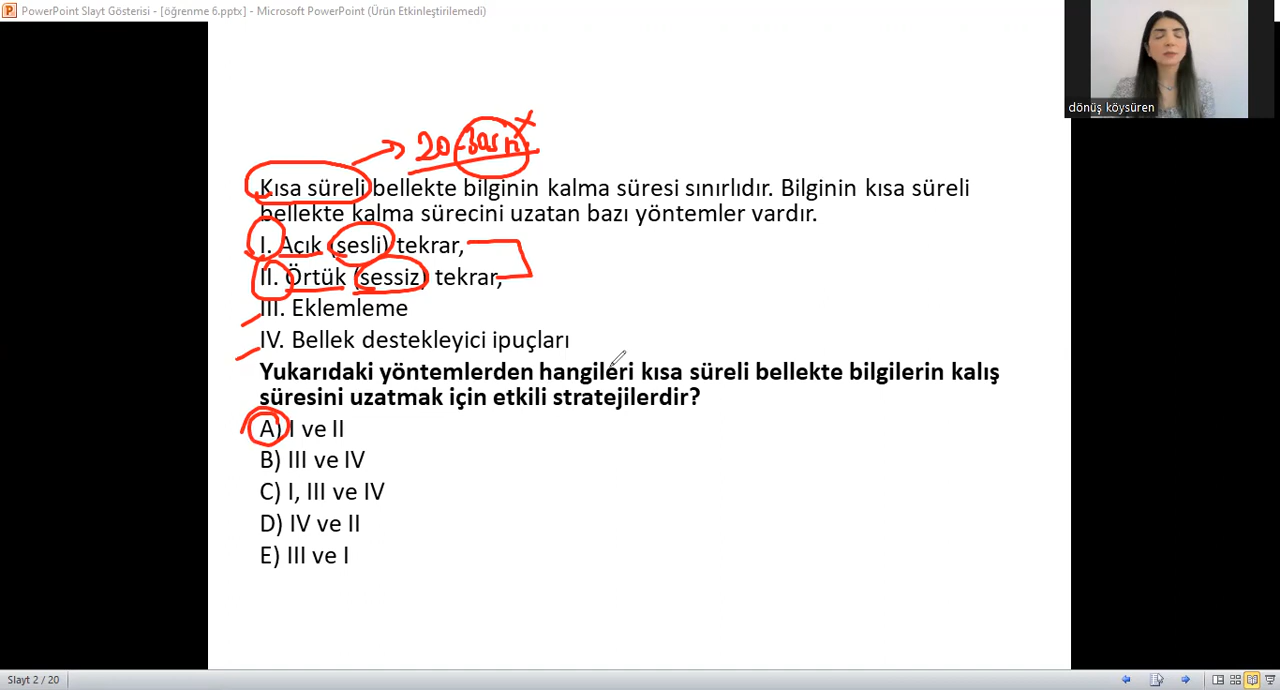 PowerPoint Slayt Gösterisi - [öğrenme 6.pptx] - Microsoft PowerPoint (Ürün Etkinleştirilemedi)
dönüş köysüren
20-30sn
Kısa süreli bellekte bilginin kalma süresi sınırlıdır. Bilginin kısa süreli
bellekte kalma sürecini uzatan bazı yöntemler vardır.
I. Açık (sesli) tekrar,
II. Örtük (sessiz) tekrar,
III. Eklemleme
IV. Bellek destekleyici ipuçları
Yukarıdaki yöntemlerden hangileri kısa süreli bellekte bilgilerin kalış
süresini uzatmak için etkili stratejilerdir?
A) I ve II
B) III ve IV
C) I, III ve IV
D) IV ve II
E) III ve I
Slayt 2 / 20